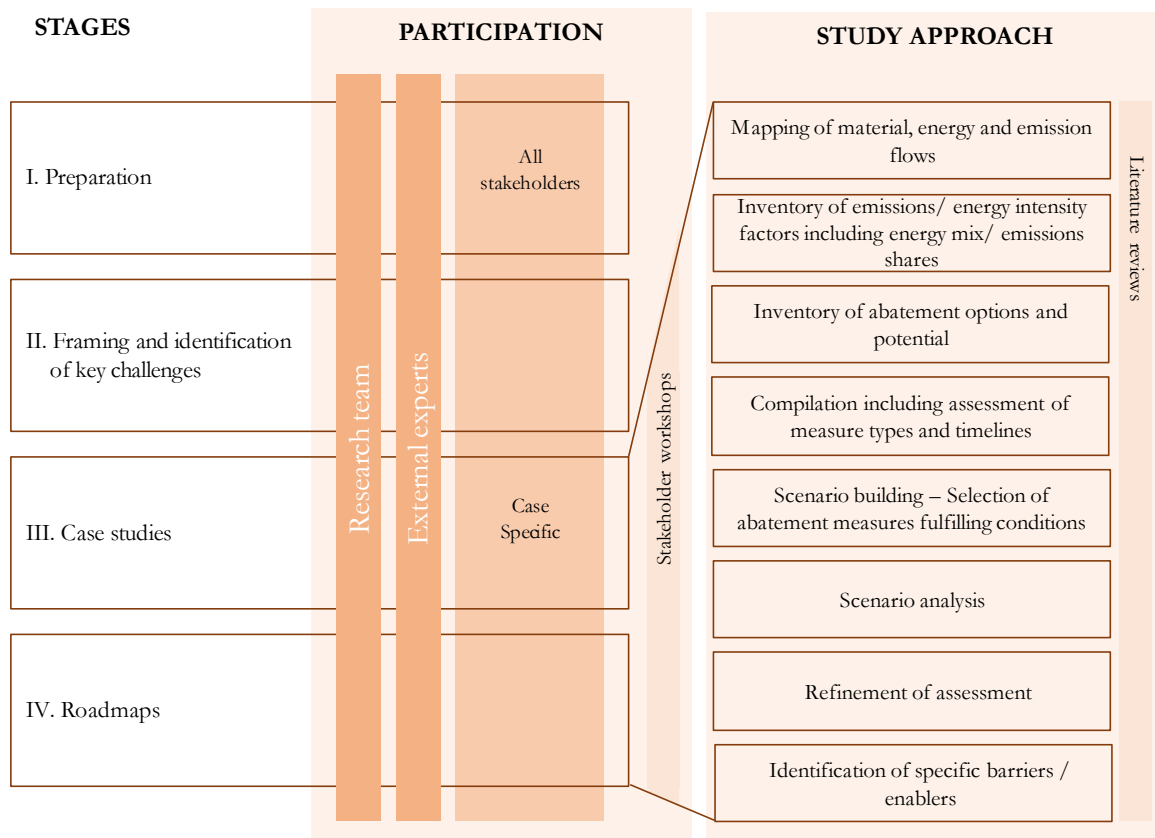 STAGES
PARTICIPATION
STUDY APPROACH
I. Preparation
II. Framing and identification
of key challenges
III. Case studies
IV. Roadmaps
Research team
External experts
All
stakeholders
Case
Specific
Stakeholder workshops
Mapping of material, energy and emission
flows
Inventory of emissions/ energy intensity
factors including energy mix/ emissions
shares
Inventory of abatement options and
potential
Compilation including assessment of
measure types and timelines
Scenario building – Selection of
abatement measures fulfilling conditions
Scenario analysis
Refinement of assessment
Identification of specific barriers /
enablers
Literature reviews